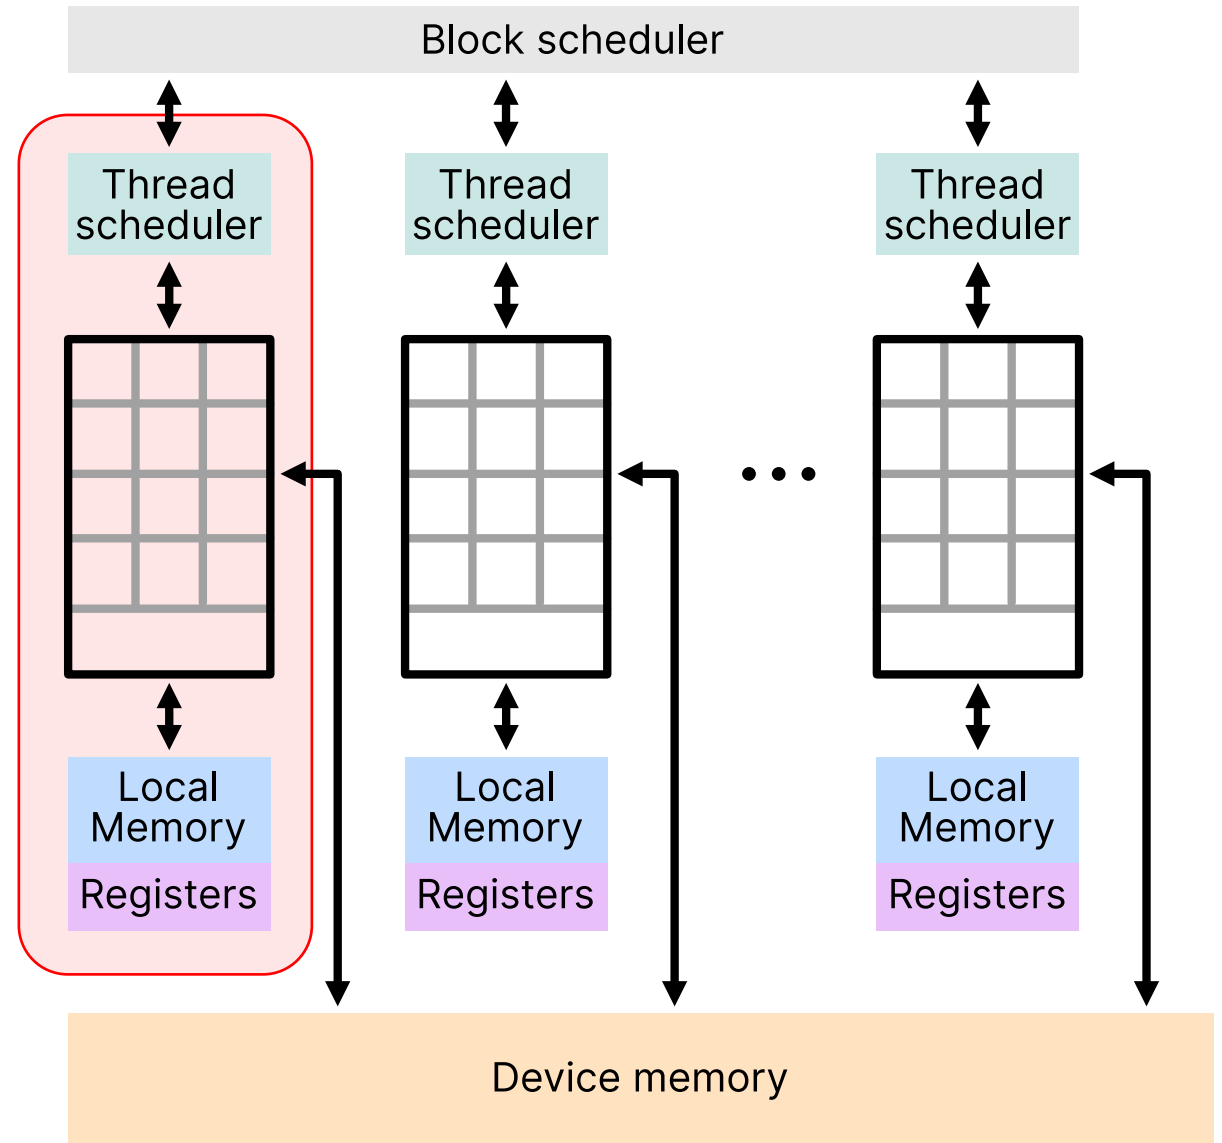 Block scheduler
Thread
scheduler
Thread
scheduler
Thread
scheduler
Local
Memory
Registers
Local
Memory
Registers
Local
Memory
Registers
Device memory